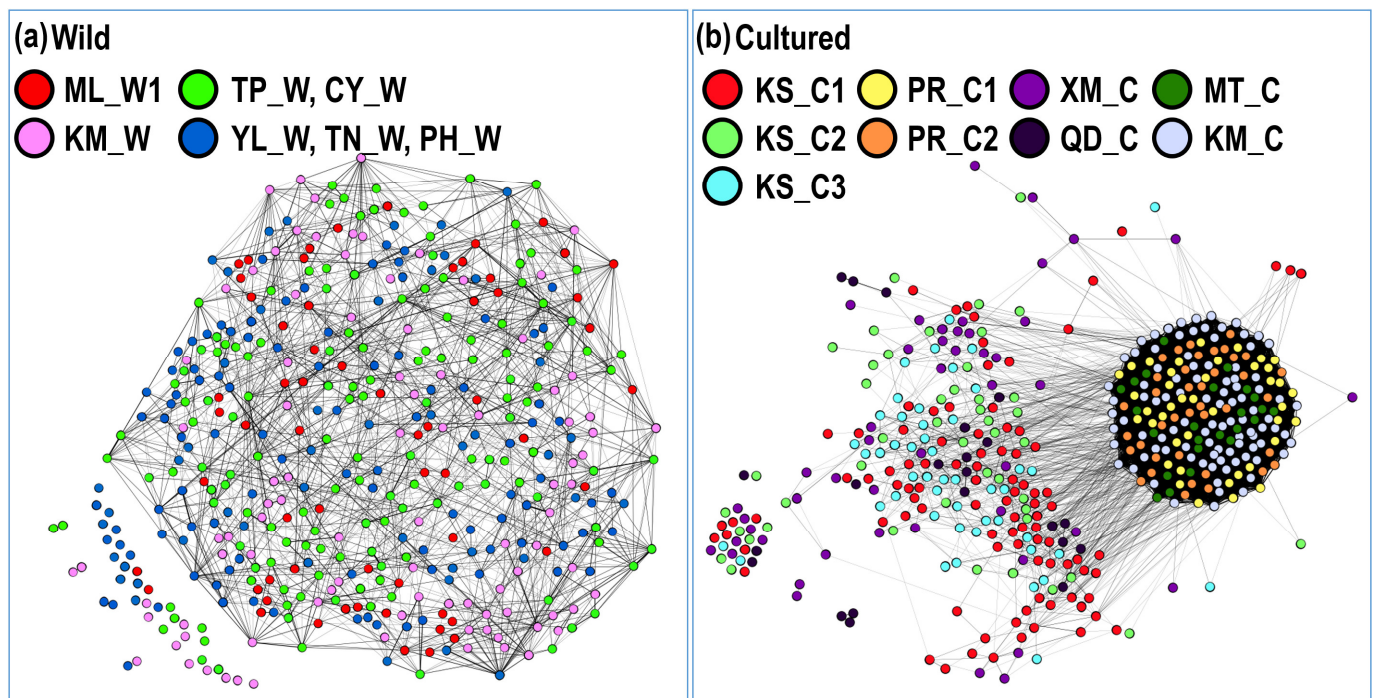 (a) Wild
ML_W1 TP_W, CY_W
KM_W YL_W, TN_W, PH_W
(b) Cultured
KS_C1 PR_C1 XM_C MT_C
KS_C2 PR_C2 QD_C KM_C
KS_C3